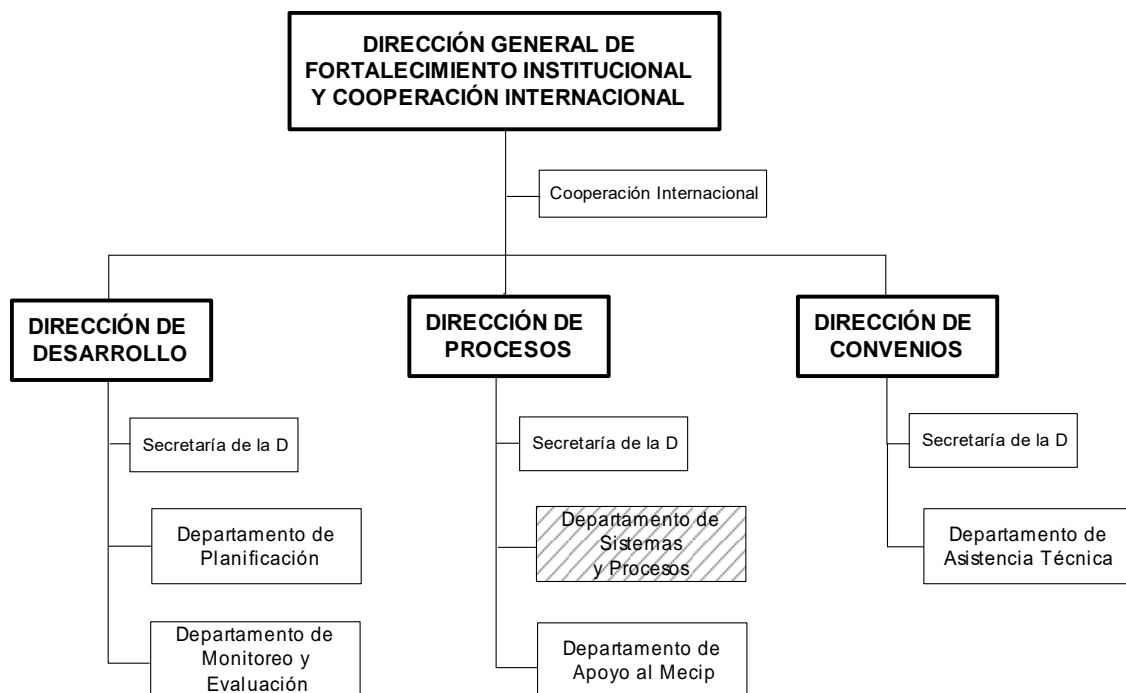 DIRECCIÓN GENERAL DE
FORTALECIMIENTO INSTITUCIONAL
Y COOPERACIÓN INTERNACIONAL
Cooperación Internacional
DIRECCIÓN DE
DESARROLLO
DIRECCIÓN DE
PROCESOS
DIRECCIÓN DE
CONVENIOS
Secretaría de la D
Secretaría de la D
Secretaría de la D
Departamento de
Planificación
Departamento de
Sistemas
y Procesos
Departamento de
Asistencia Técnica
Departamento de
Monitoreo y
Evaluación
Departamento de
Apoyo al Mecip